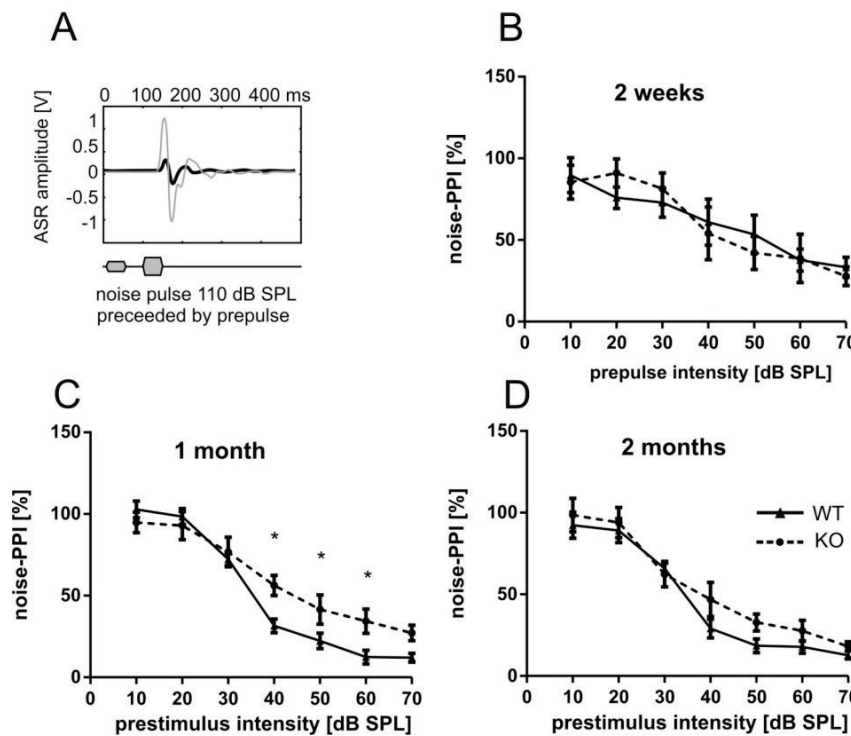 A
0 100 200 400 ms
ASR amplitude [V]
1
0.5
0
-0.5
-1
noise pulse 110 dB SPL
preceeded by prepulse
B
2 weeks
noise-PPI [%]
150
100
50
0
0 10 20 30 40 50 60 70
prepulse intensity [dB SPL]
C
1 month
noise-PPI [%]
150
100
50
0
* * *
0 10 20 30 40 50 60 70
prestimulus intensity [dB SPL]
D
2 months
noise-PPI [%]
150
100
50
0
WT
KO
0 10 20 30 40 50 60 70
prestimulus intensity [dB SPL]